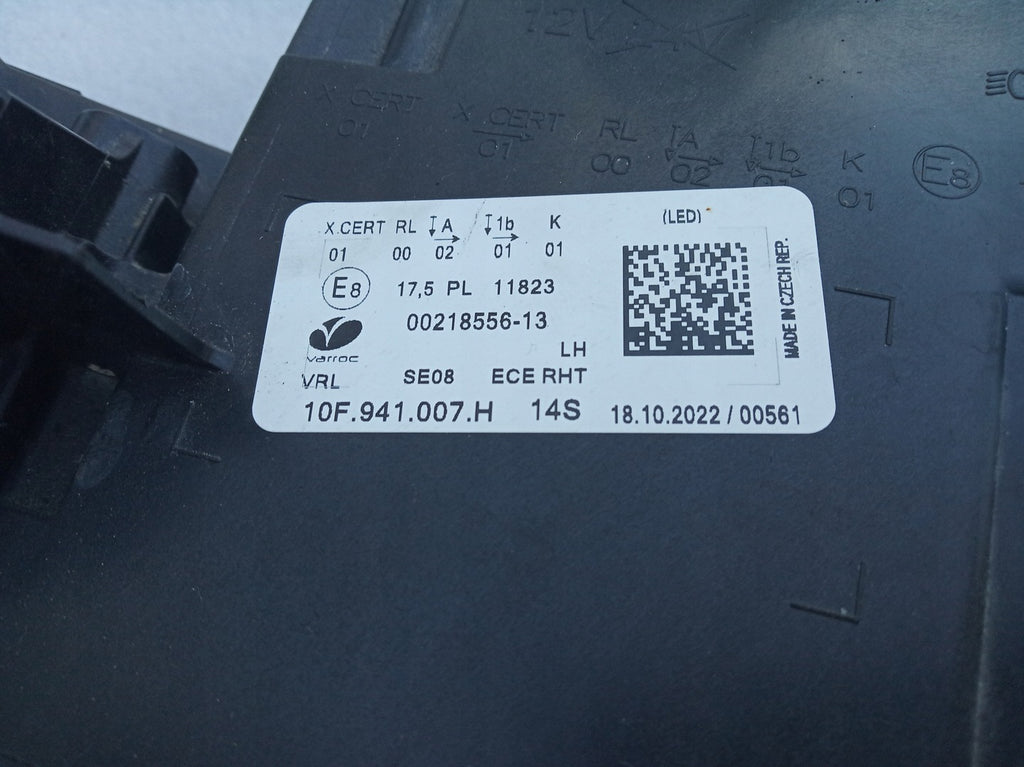 12V
X CERT X CERT RL A 1b K
01 01 00 02 01
E8
X.CERT RL A 1b K (LED)
01 00 02 01 01
E8 17,5 PL 11823
00218556-13
varroc
LH
VRL SE08 ECE RHT
10F.941.007.H 14S 18.10.2022/00561
MADE IN CZECH REP.